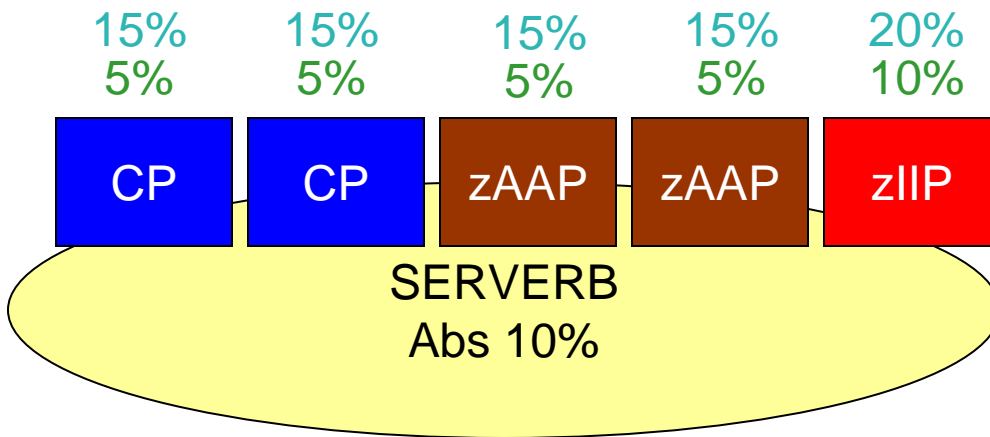 15% 15% 15% 15% 20%
5% 5% 5% 5% 10%
CP CP zAAP zAAP zIIP
SERVERB
Abs 10%